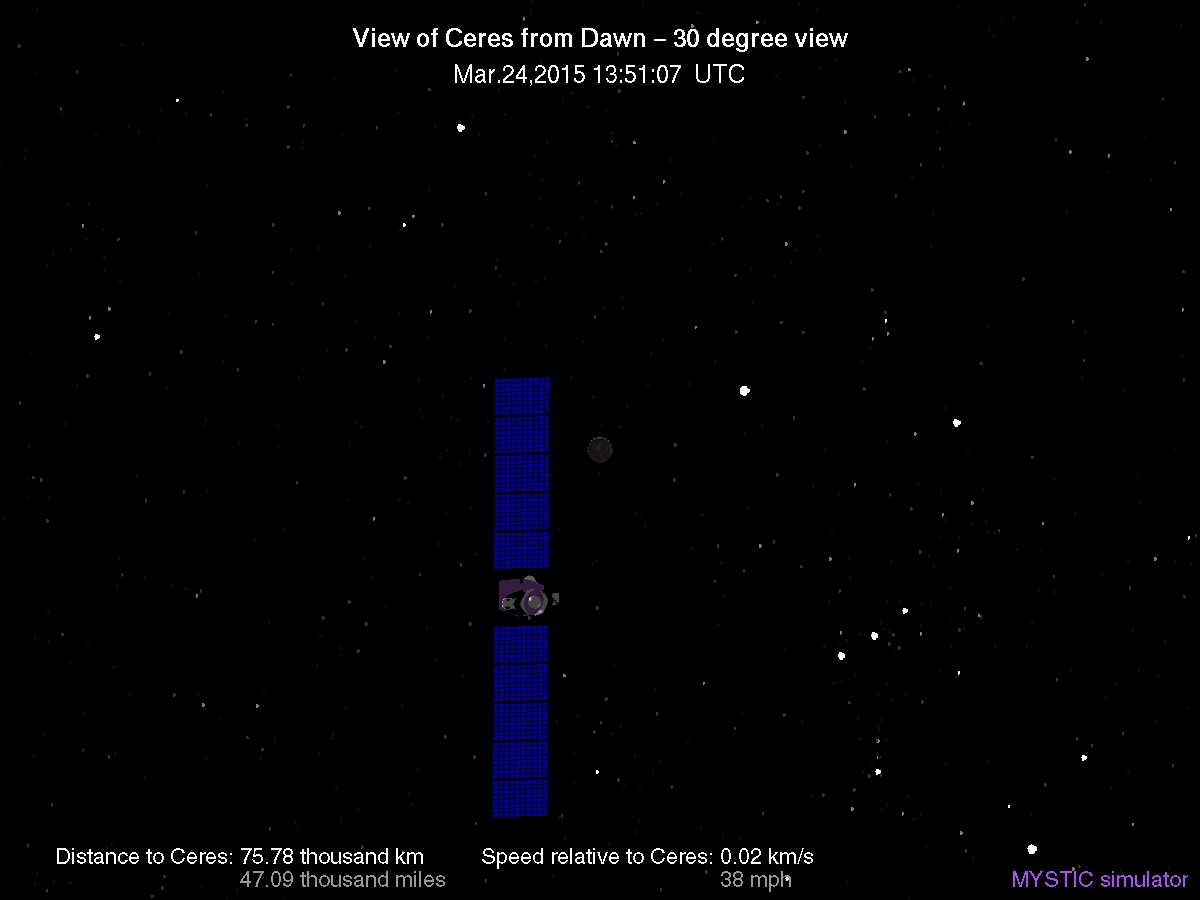 View of Ceres from Dawn – 30 degree view
Mar.24,2015 13:51:07 UTC
Distance to Ceres: 75.78 thousand km Speed relative to Ceres: 0.02 km/s
47.09 thousand miles 38 mph MYSTIC simulator